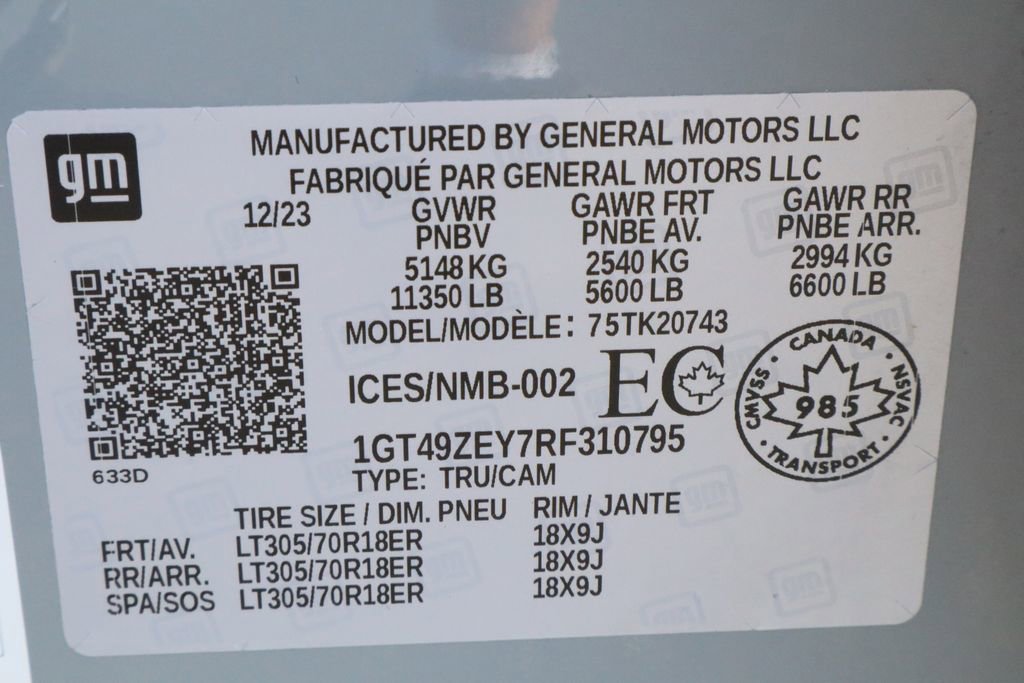 gm
MANUFACTURED BY GENERAL MOTORS LLC
FABRIQUÉ PAR GENERAL MOTORS LLC
12/23 GVWR GAWR FRT GAWR RR
PNBV PNBE AV. PNBE ARR.
5148 KG 2540 KG 2994 KG
11350 LB 5600 LB 6600 LB
MODEL/MODÈLE: 75TK20743
ICES/NMB-002 EC
CANADA
CMVSS · NSVAC
985
TRANSPORT
1GT49ZEY7RF310795
633D
TYPE: TRU/CAM
TIRE SIZE / DIM. PNEU RIM / JANTE
FRT/AV. LT305/70R18ER 18X9J
RR/ARR. LT305/70R18ER 18X9J
SPA/SOS LT305/70R18ER 18X9J